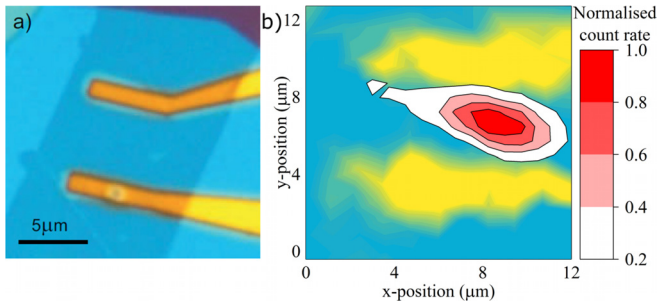 a)
5μm
b)
12
8
4
0
y-position (μm)
0
4
8
12
x-position (μm)
Normalised
count rate
1.0
0.8
0.6
0.4
0.2